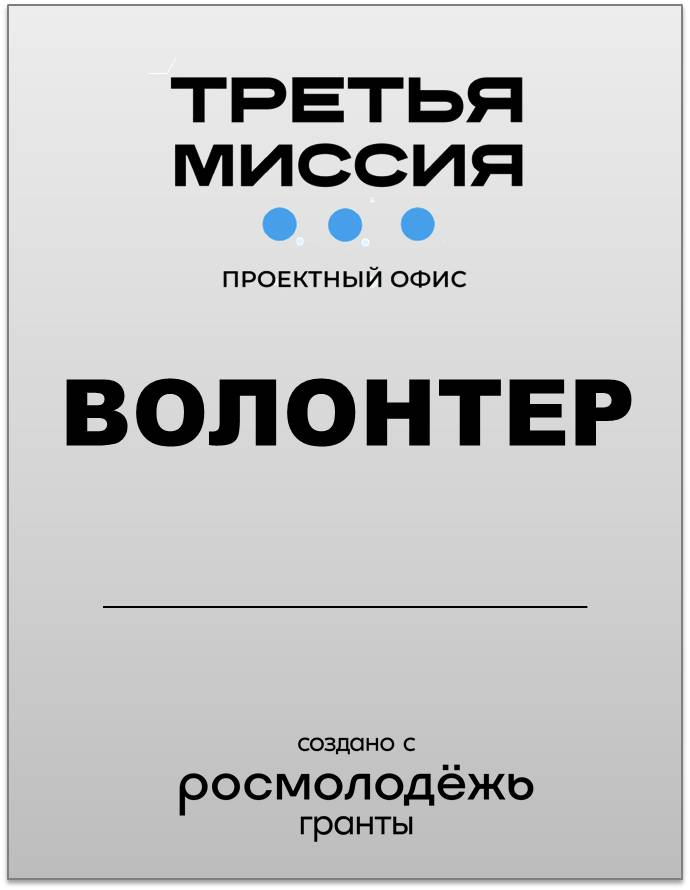 ТРЕТЬЯ
МИССИЯ
ПРОЕКТНЫЙ ОФИС
ВОЛОНТЕР
создано с
росмолодёжь
гранты